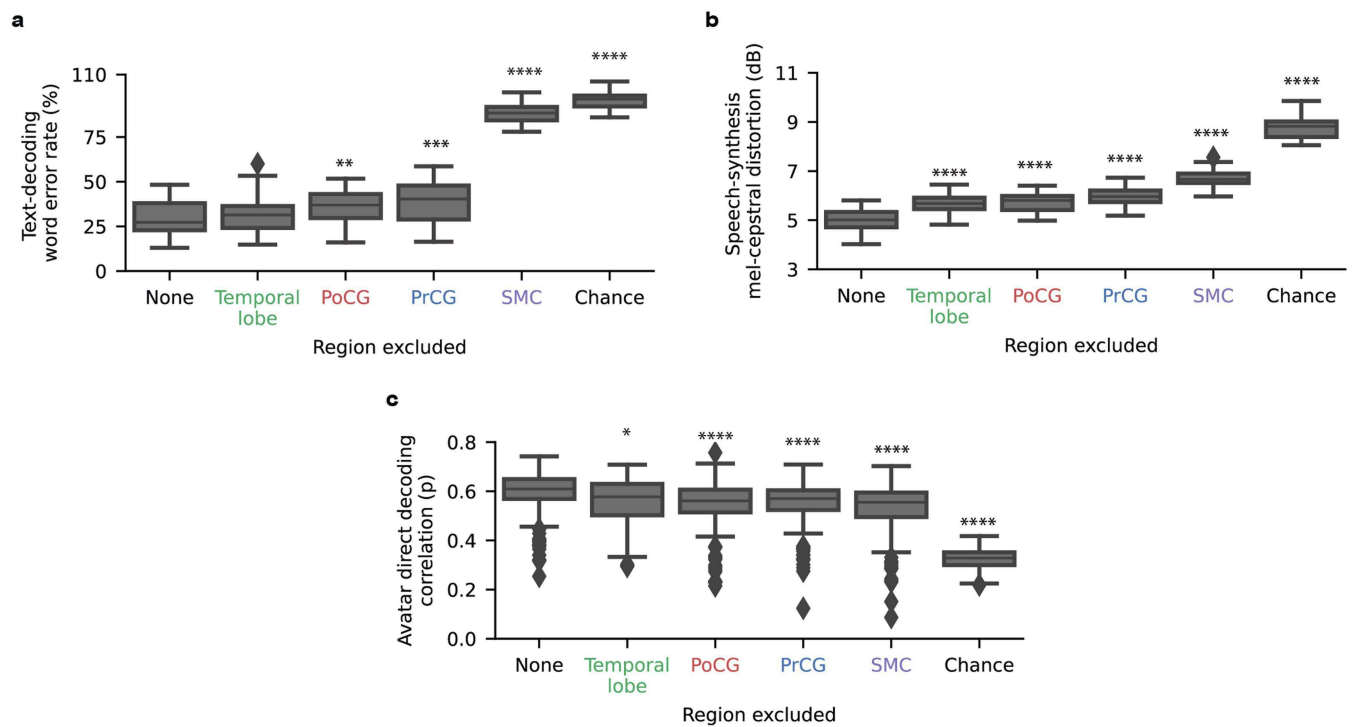 a
Text-decoding
word error rate (%)
110
75
50
25
0
**
***
****
****
None
Temporal
lobe
PoCG
PrCG
SMC
Chance
Region excluded
b
Speech-synthesis
mel-cepstral distortion (dB)
11
9
7
5
3
****
****
****
****
****
None
Temporal
lobe
PoCG
PrCG
SMC
Chance
Region excluded
c
Avatar direct decoding
correlation (p)
0.8
0.6
0.4
0.2
0.0
*
****
****
****
****
None
Temporal
lobe
PoCG
PrCG
SMC
Chance
Region excluded